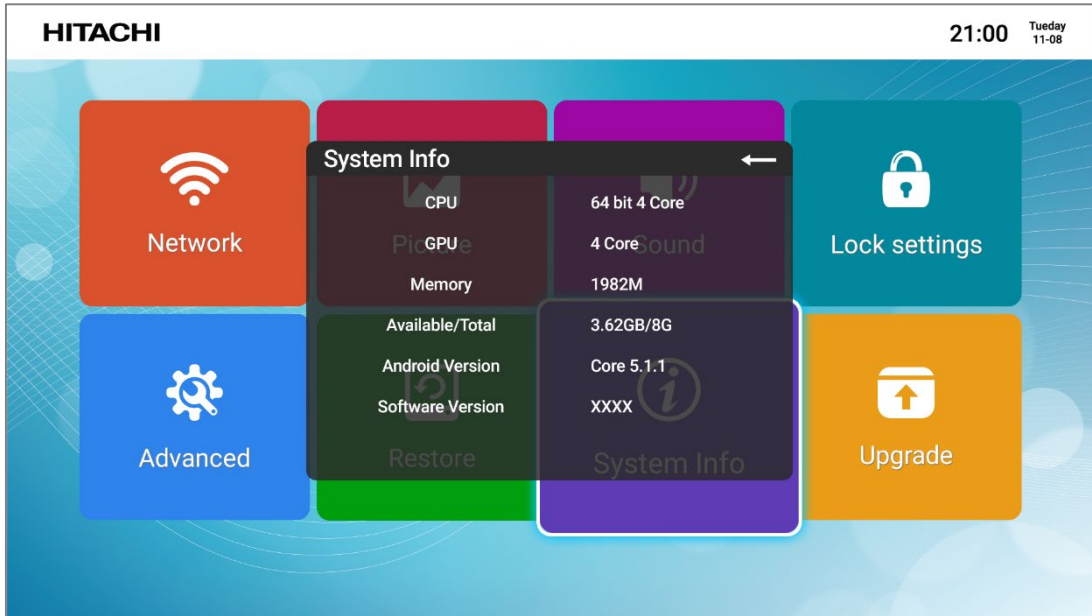 HITACHI
21:00
Tueday
11-08
System Info
CPU 64 bit 4 Core
GPU 4 Core
Memory 1982M
Available/Total 3.62GB/8G
Android Version Core 5.1.1
Software Version XXXX
Network
Picture
Sound
Lock settings
Advanced
Restore
System Info
Upgrade